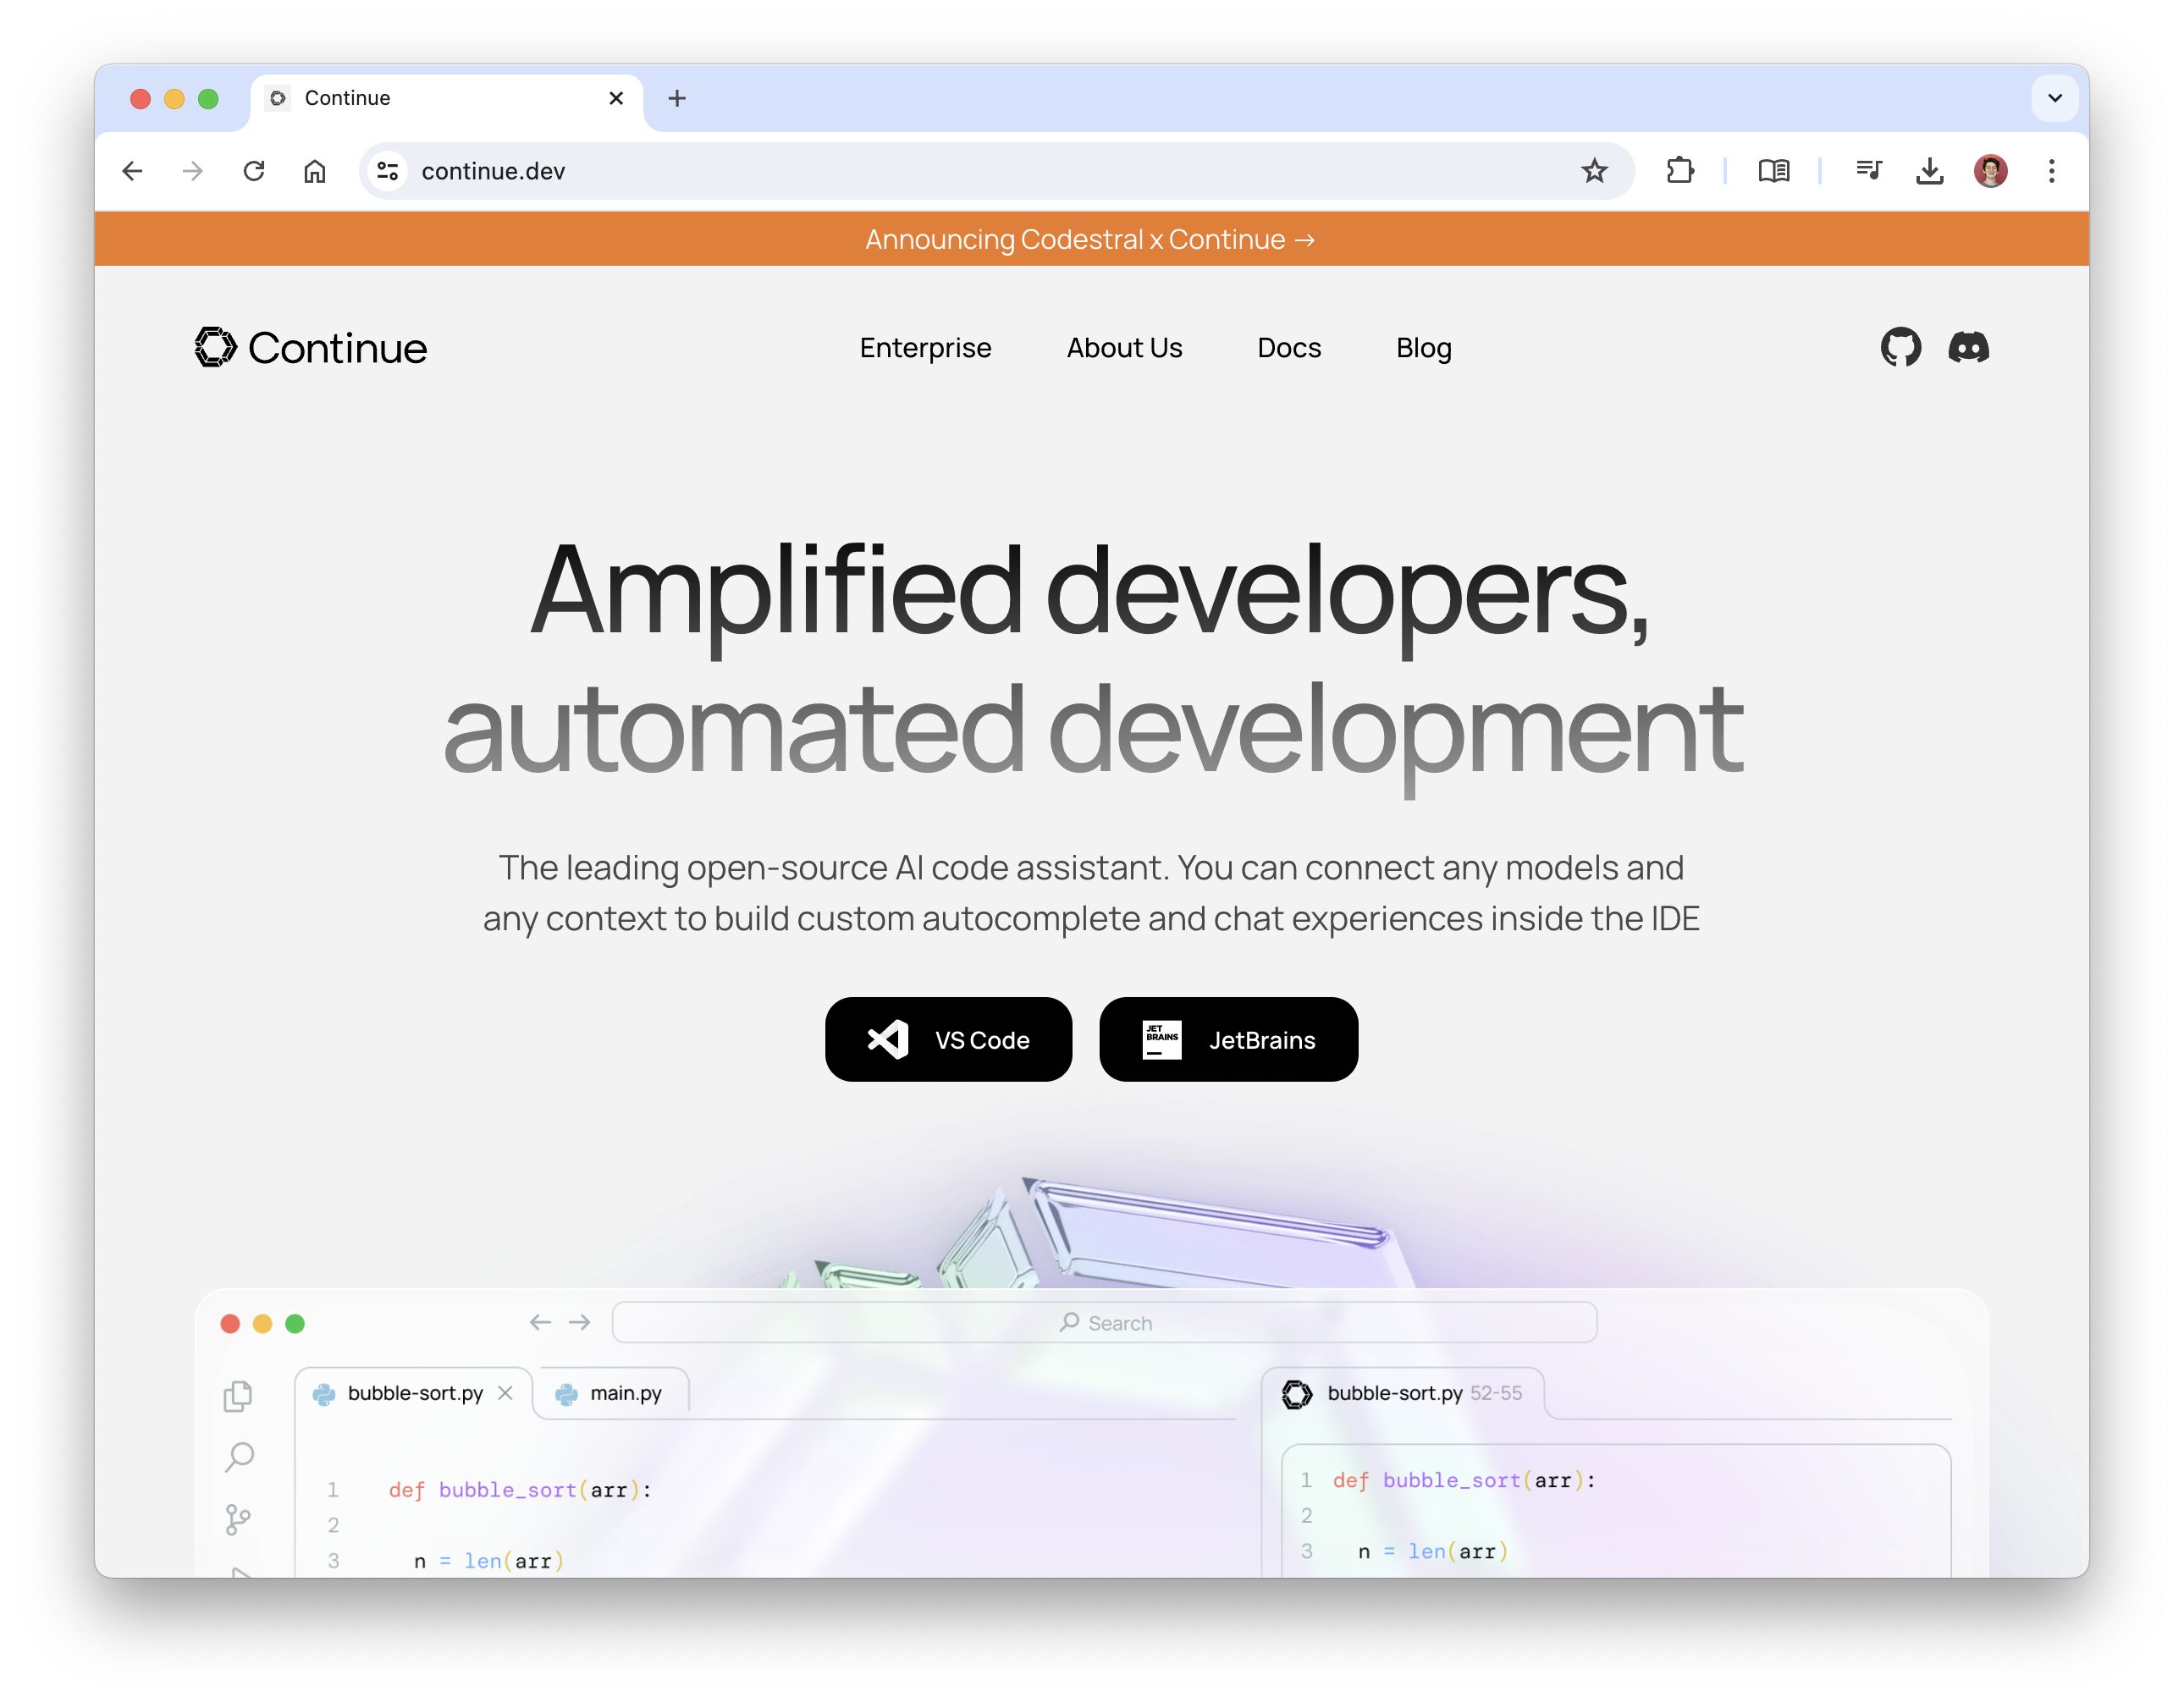 Continue
continue.dev
Announcing Codestral x Continue →
Continue
Enterprise About Us Docs Blog
Amplified developers,
automated development
The leading open-source AI code assistant. You can connect any models and
any context to build custom autocomplete and chat experiences inside the IDE
VS Code
JET
BRAINS
JetBrains
Search
bubble-sort.py main.py
1 def bubble_sort(arr):
2
3 n = len(arr)
bubble-sort.py 52-55
1 def bubble_sort(arr):
2
3 n = len(arr)